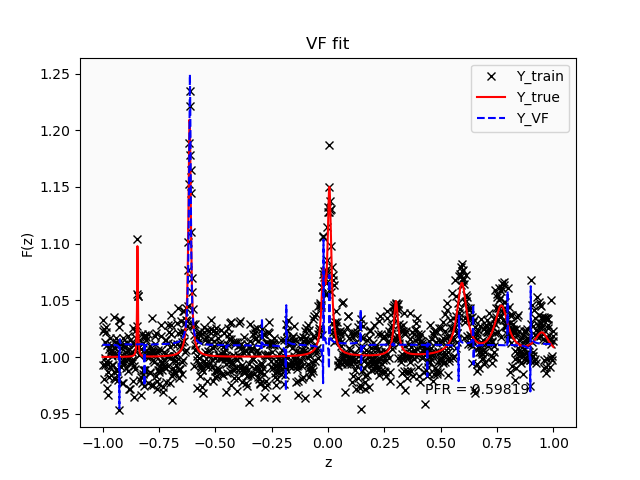 VF fit
1.25
1.20
1.15
1.10
1.05
1.00
0.95
F(z)
Y_train
Y_true
Y_VF
PFR = 0.59819
−1.00 −0.75 −0.50 −0.25 0.00 0.25 0.50 0.75 1.00
z